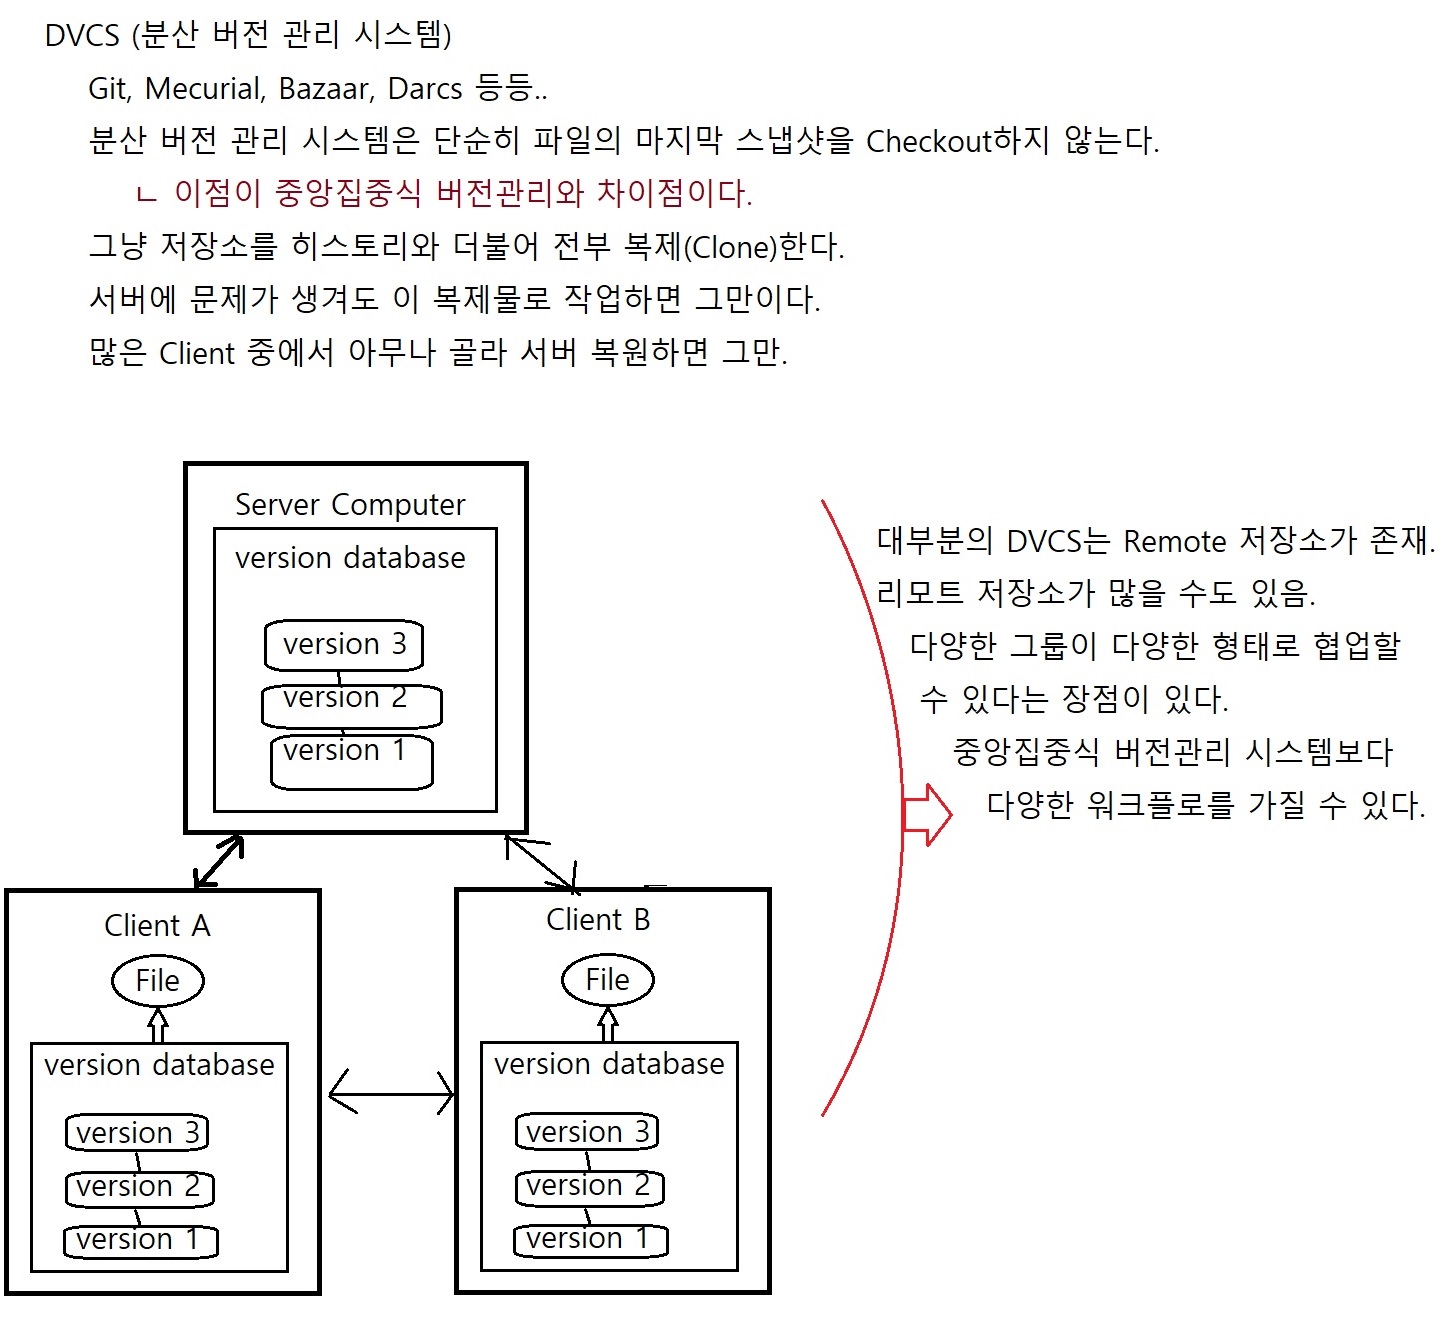 DVCS (분산 버전 관리 시스템)
Git, Mecurial, Bazaar, Darcs 등등..
분산 버전 관리 시스템은 단순히 파일의 마지막 스냅샷을 Checkout하지 않는다.
ㄴ 이점이 중앙집중식 버전관리와 차이점이다.
그냥 저장소를 히스토리와 더불어 전부 복제(Clone)한다.
서버에 문제가 생겨도 이 복제물로 작업하면 그만이다.
많은 Client 중에서 아무나 골라 서버 복원하면 그만.
Server Computer
version database
version 3
version 2
version 1
대부분의 DVCS는 Remote 저장소가 존재.
리모트 저장소가 많을 수도 있음.
다양한 그룹이 다양한 형태로 협업할
수 있다는 장점이 있다.
중앙집중식 버전관리 시스템보다
다양한 워크플로를 가질 수 있다.
Client A
File
version database
version 3
version 2
version 1
Client B
File
version database
version 3
version 2
version 1